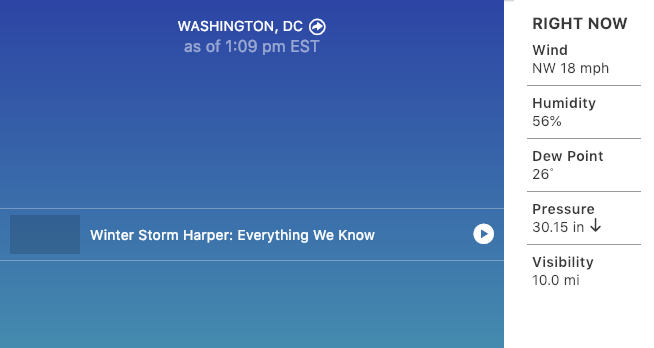 WASHINGTON, DC
as of 1:09 pm EST
Winter Storm Harper: Everything We Know
RIGHT NOW
Wind
NW 18 mph
Humidity
56%
Dew Point
26°
Pressure
30.15 in ↓
Visibility
10.0 mi